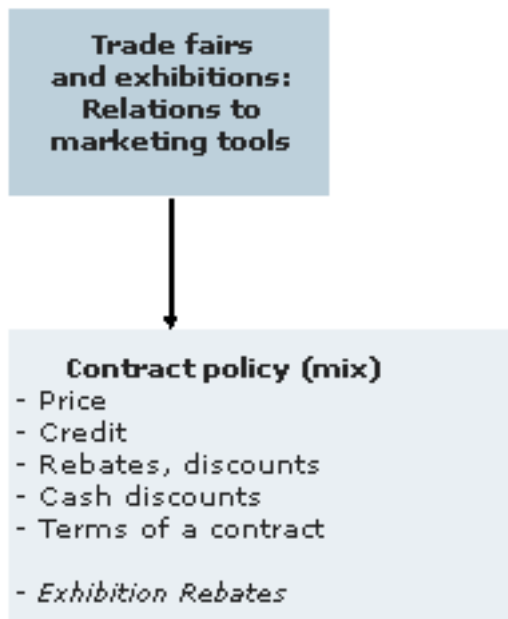 Trade fairs
and exhibitions:
Relations to
marketing tools
Contract policy (mix)
- Price
- Credit
- Rebates, discounts
- Cash discounts
- Terms of a contract
- Exhibition Rebates